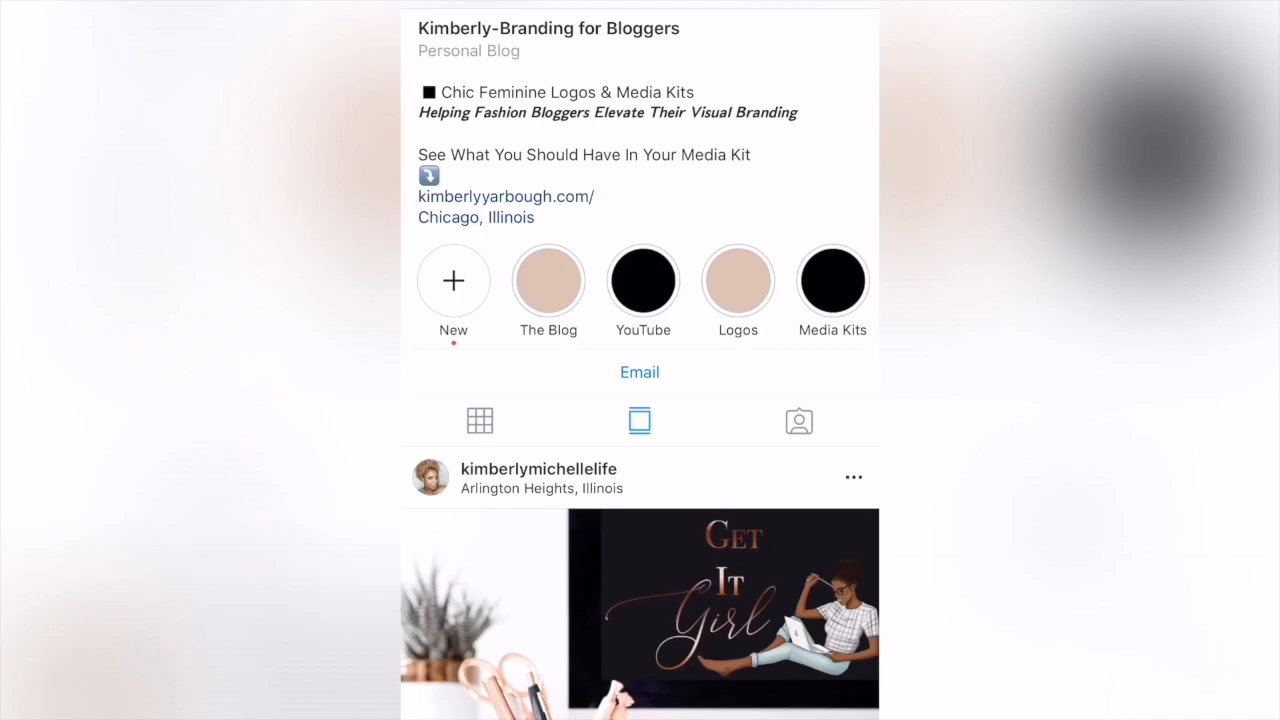 Kimberly-Branding for Bloggers
Personal Blog
Chic Feminine Logos & Media Kits
Helping Fashion Bloggers Elevate Their Visual Branding
See What You Should Have In Your Media Kit
kimberlyyarbough.com/
Chicago, Illinois
New
The Blog
YouTube
Logos
Media Kits
Email
kimberlymichellelife
Arlington Heights, Illinois
GET
IT
Girl